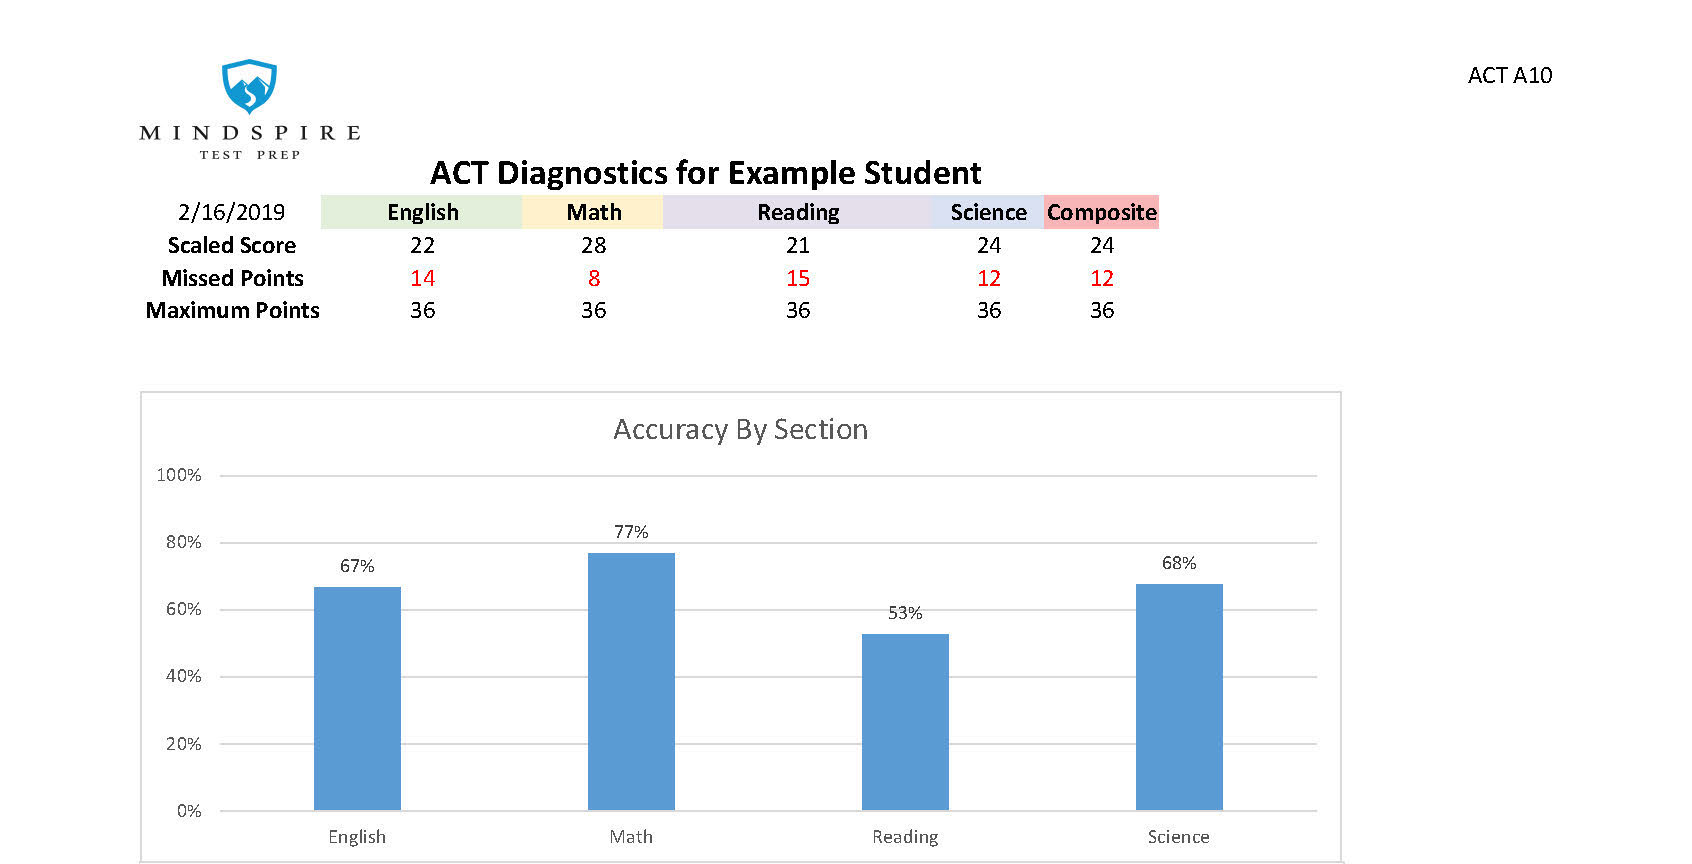 ACT A10
MINDSPIRE
TEST PREP
ACT Diagnostics for Example Student
2/16/2019 English Math Reading Science Composite
Scaled Score 22 28 21 24 24
Missed Points 14 8 15 12 12
Maximum Points 36 36 36 36 36
Accuracy By Section
100%
80%
60%
40%
20%
0%
67%
77%
53%
68%
English Math Reading Science